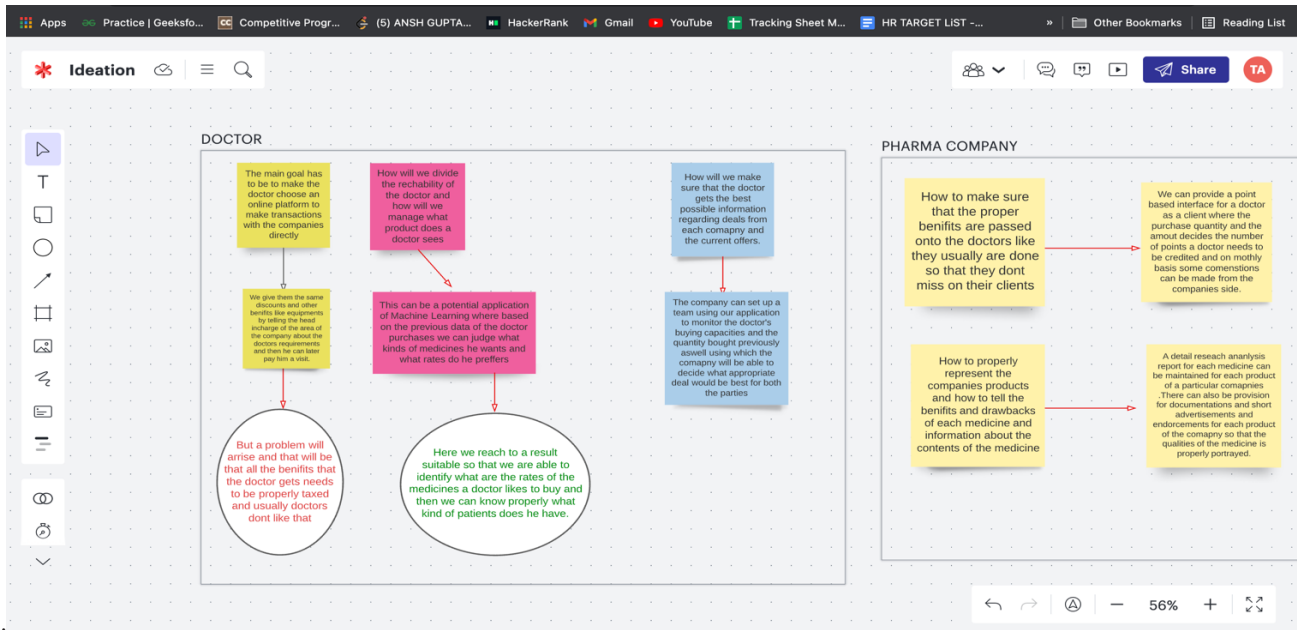 Apps
Practice | Geeksfo...
CC
Competitive Progr...
(5) ANSH GUPTA...
HackerRank
Gmail
YouTube
Tracking Sheet M...
HR TARGET LiST -...
»
Other Bookmarks
Reading List
Ideation
Share
TA
T
DOCTOR
The main goal has
to be to make the
doctor choose an
online platform to
make transactions
with the companies
directly
How will we divide
the rechability of
the doctor and
how will we
manage what
product does a
doctor sees
How will we make
sure that the doctor
gets the best
possible information
regarding deals from
each comapny and
the current offers.
We give them the same
discounts and other
benifits like equipments
by telling the head
incharge of the area of
the company about the
doctors requirements
and then he can later
pay him a visit.
This can be a potential application
of Machine Learning where based
on the previous data of the doctor
purchases we can judge what
kinds of medicines he wants and
what rates do he preffers
The company can set up a
team using our application
to monitor the doctor's
buying capacities and the
quantity bought previously
aswell using which the
comapny will be able to
decide what appropriate
deal would be best for both
the parties
But a problem will
arrise and that will be
that all the benifits that
the doctor gets needs
to be properly taxed
and usually doctors
dont like that
Here we reach to a result
suitable so that we are able to
identify what are the rates of the
medicines a doctor likes to buy and
then we can know properly what
kind of patients does he have.
PHARMA COMPANY
How to make sure
that the proper
benifits are passed
onto the doctors like
they usually are done
so that they dont
miss on their clients
We can provide a point
based interface for a doctor
as a client where the
purchase quantity and the
amout decides the number
of points a doctor needs to
be credited and on mothly
basis some comenstions
can be made from the
companies side.
How to properly
represent the
companies products
and how to tell the
benifits and drawbacks
of each medicine and
information about the
contents of the medicine
A detail reseach ananlysis
report for each medicine can
be maintained for each product
of a particular comapnies
.There can also be provision
for documentations and short
advertisements and
endorsements for each product
of the comapny so that the
qualities of the medicine is
properly portrayed.
56%